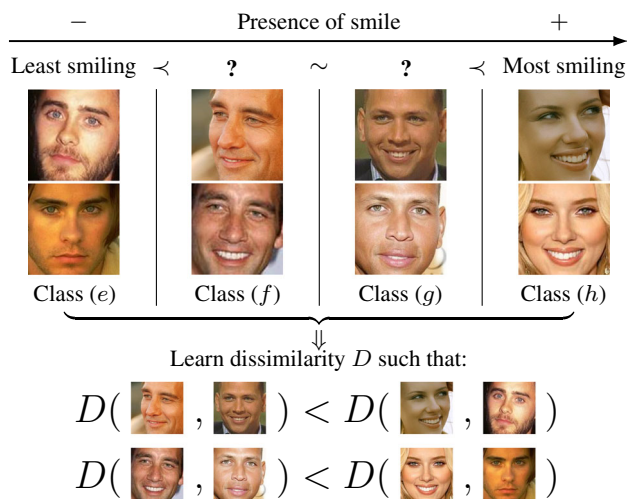 − Presence of smile +
Least smiling ≺ ? ∼ ? ≺ Most smiling
Class (e) Class (f) Class (g) Class (h)
⇓
Learn dissimilarity D such that:
D( , ) < D( , )
D( , ) < D( , )